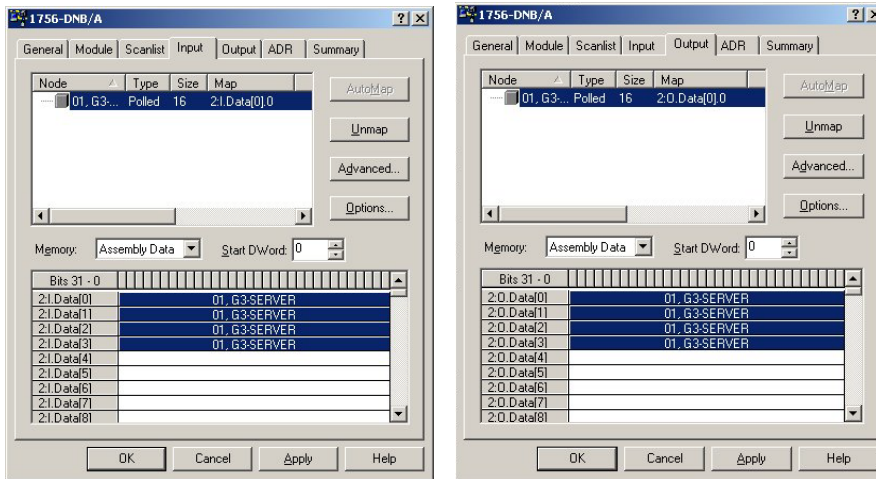 1756-DNB/A
General Module Scanlist Input Output ADR Summary
Node Type Size Map
01, G3-... Polled 16 2:I.Data[0].0
AutoMap
Unmap
Advanced...
Options...
Memory: Assembly Data Start DWord: 0
Bits 31 - 0
2:I.Data[0] 01, G3-SERVER
2:I.Data[1] 01, G3-SERVER
2:I.Data[2] 01, G3-SERVER
2:I.Data[3] 01, G3-SERVER
2:I.Data[4]
2:I.Data[5]
2:I.Data[6]
2:I.Data[7]
2:I.Data[8]
OK Cancel Apply Help
1756-DNB/A
General Module Scanlist Input Output ADR Summary
Node Type Size Map
01, G3-... Polled 16 2:O.Data[0].0
AutoMap
Unmap
Advanced...
Options...
Memory: Assembly Data Start DWord: 0
Bits 31 - 0
2:O.Data[0] 01, G3-SERVER
2:O.Data[1] 01, G3-SERVER
2:O.Data[2] 01, G3-SERVER
2:O.Data[3] 01, G3-SERVER
2:O.Data[4]
2:O.Data[5]
2:O.Data[6]
2:O.Data[7]
2:O.Data[8]
OK Cancel Apply Help